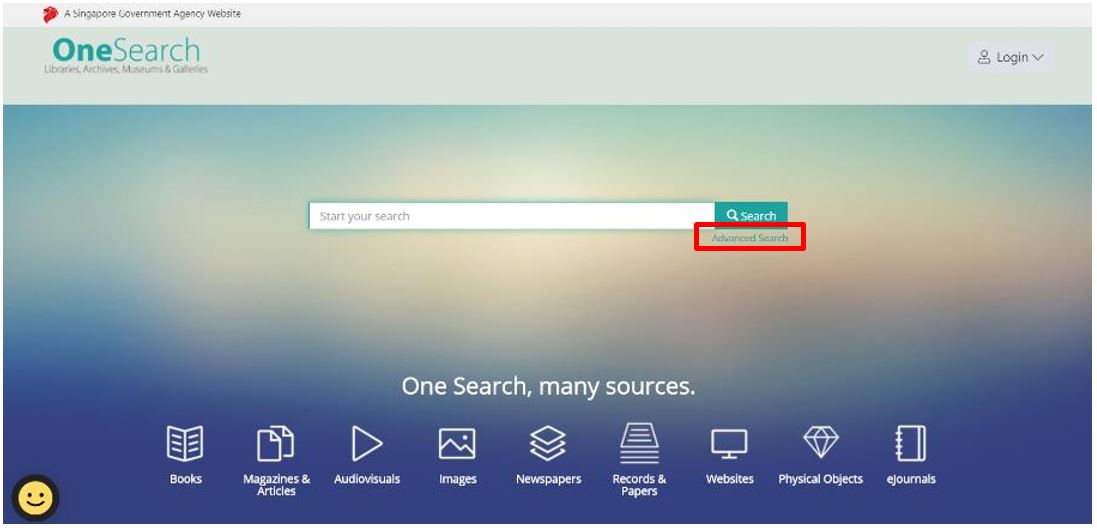 A Singapore Government Agency Website
OneSearch
Libraries, Archives, Museums & Galleries
Login
Start your search
Search
Advanced Search
One Search, many sources.
Books
Magazines &
Articles
Audiovisuals
Images
Newspapers
Records &
Papers
Websites
Physical Objects
eJournals